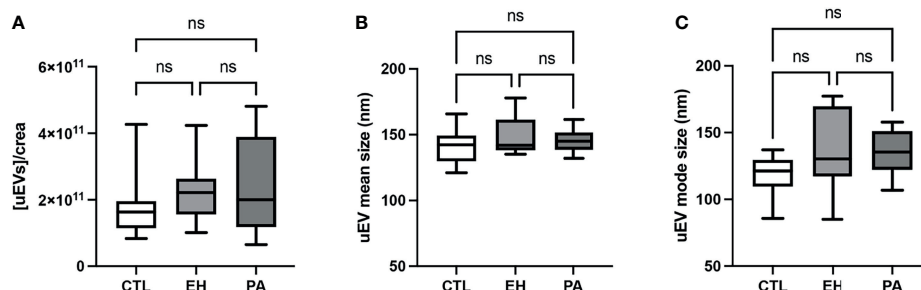 A
ns
ns
ns
6×10¹¹
4×10¹¹
2×10¹¹
0
[uEVs]/crea
CTL
EH
PA
B
ns
ns
ns
200
150
100
50
uEV mean size (nm)
CTL
EH
PA
C
ns
ns
ns
200
150
100
50
uEV mode size (nm)
CTL
EH
PA